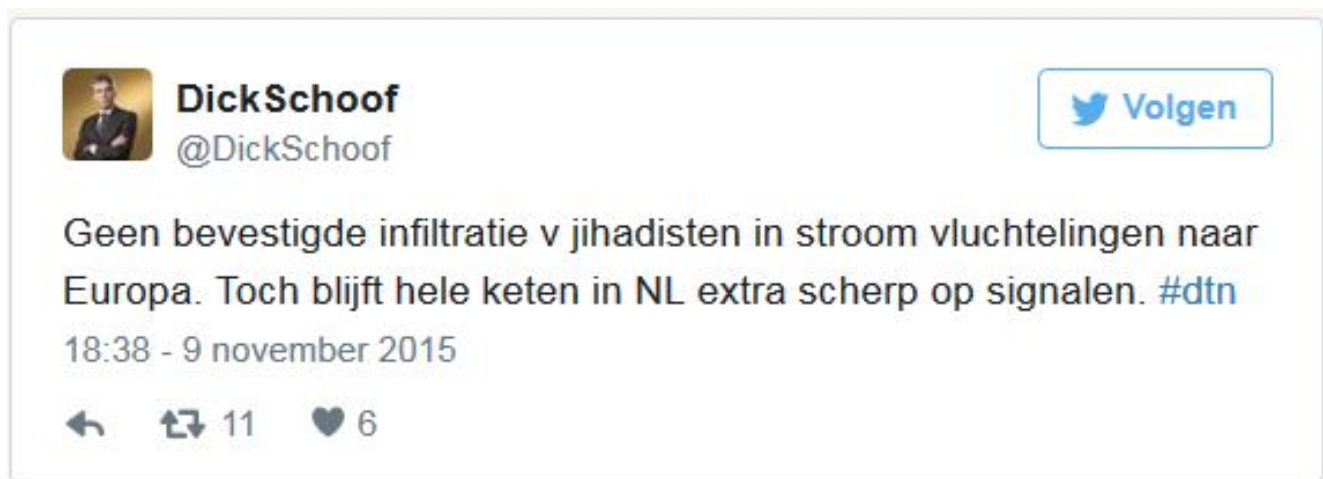 DickSchoof
@DickSchoof
Volgen
Geen bevestigde infiltratie v jihadisten in stroom vluchtelingen naar
Europa. Toch blijft hele keten in NL extra scherp op signalen. #dtn
18:38 - 9 november 2015
11 6